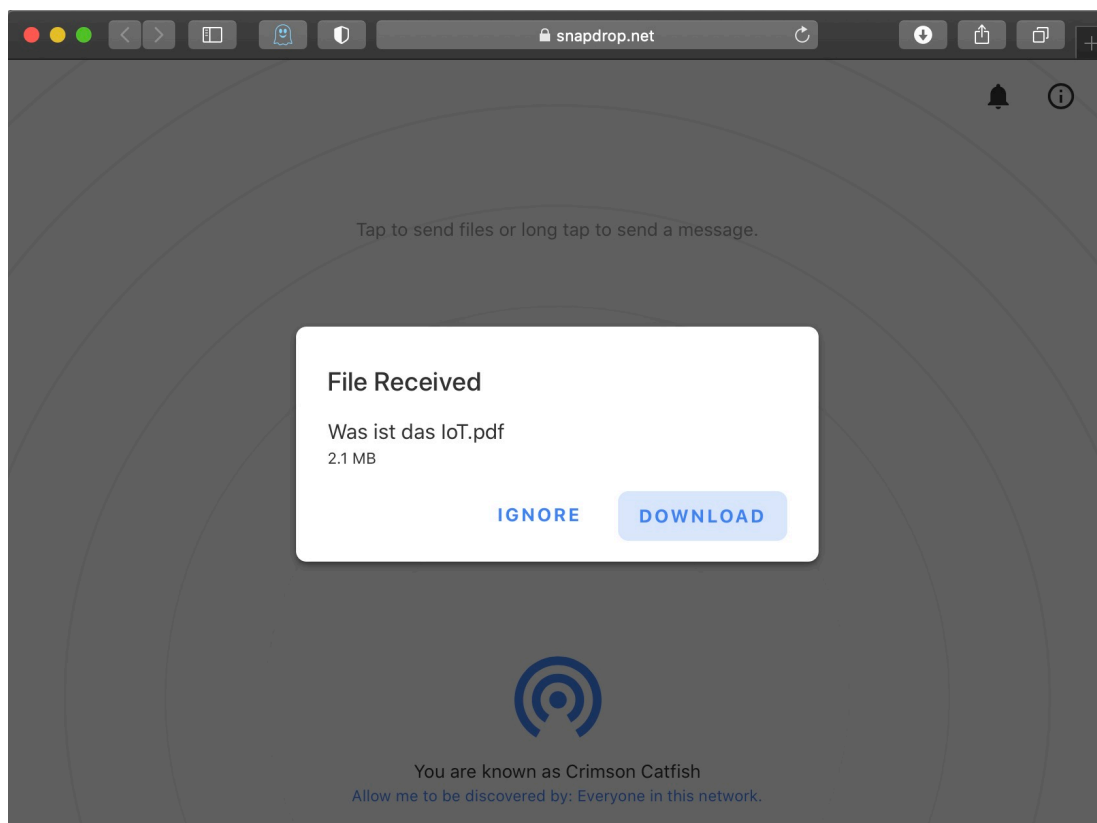 snapdrop.net
Tap to send files or long tap to send a message.
File Received
Was ist das IoT.pdf
2.1 MB
IGNORE
DOWNLOAD
You are known as Crimson Catfish
Allow me to be discovered by: Everyone in this network.